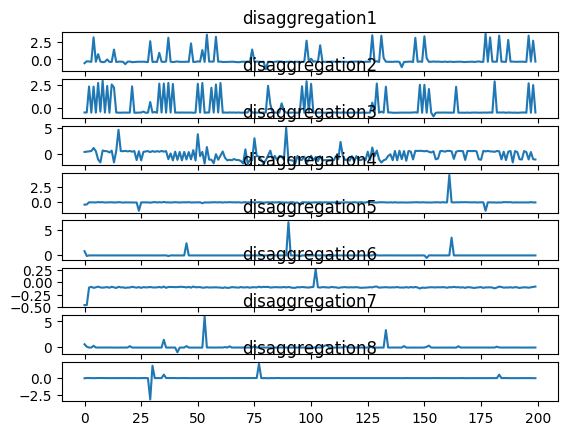 disaggregation1
2.5
0.0
disaggregation2
2.5
0.0
disaggregation3
5
0
disaggregation4
2.5
0.0
disaggregation5
5
0
disaggregation6
0.25
0.00
−0.25
−0.50
disaggregation7
5
0
disaggregation8
0.0
−2.5
0 25 50 75 100 125 150 175 200